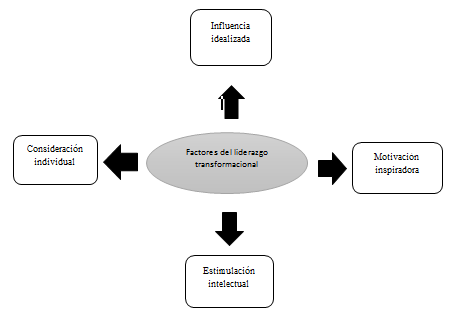 Influencia
idealizada
Consideración
individual
Factores del liderazgo
transformacional
Motivación
inspiradora
Estimulación
intelectual